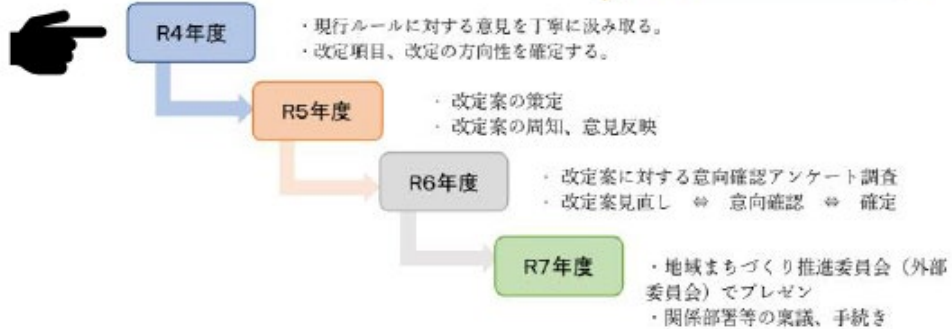 R4年度
・現行ルールに対する意見を丁寧に汲み取る。
・改定項目、改定の方向性を確定する。
R5年度
・改定案の策定
・改定案の周知、意見反映
R6年度
・改定案に対する意向確認アンケート調査
・改定案見直し ⇔ 意向確認 ⇔ 確定
R7年度
・地域まちづくり推進委員会（外部
委員会）でプレゼン
・関係部署等の稟議、手続き